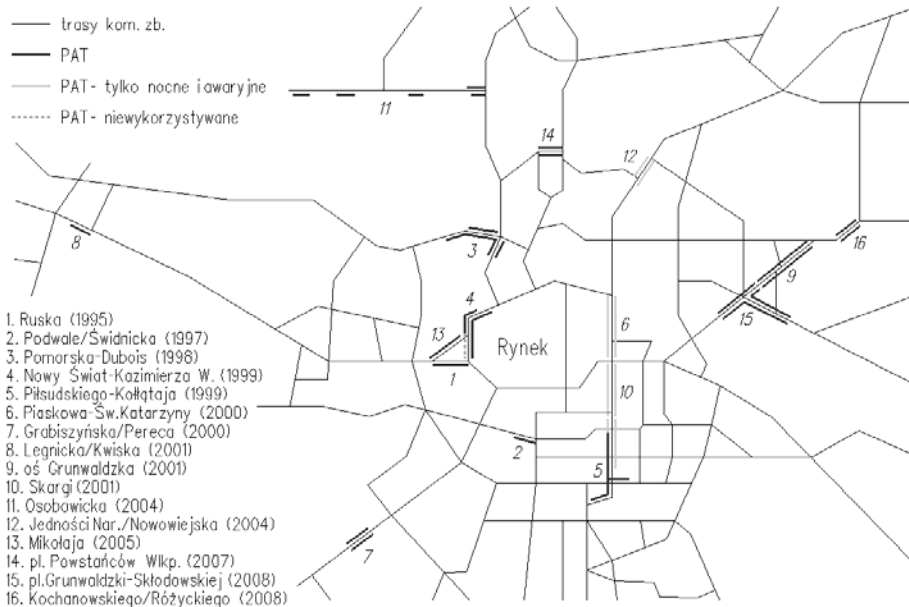 trasy kom. zb.
PAT
PAT- tylko nocne i awaryjne
PAT- niewykorzystywane
11
14
12
8
3
16
9
15
4
13
6
Rynek
1
10
2
5
7
1. Ruska (1995)
2. Podwale/Świdnicka (1997)
3. Pomorska-Dubois (1998)
4. Nowy Świat-Kazimierza W. (1999)
5. Piłsudskiego-Kołłątaja (1999)
6. Piaskowa-Św.Katarzyny (2000)
7. Grabiszyńska/Pereca (2000)
8. Legnicka/Kwiska (2001)
9. oś Grunwaldzka (2001)
10. Skargi (2001)
11. Osobowicka (2004)
12. Jedności Nar./Nowowiejska (2004)
13. Mikołaja (2005)
14. pl. Powstańców Wlkp. (2007)
15. pl.Grunwaldzki-Skłodowskiej (2008)
16. Kochanowskiego/Różyckiego (2008)